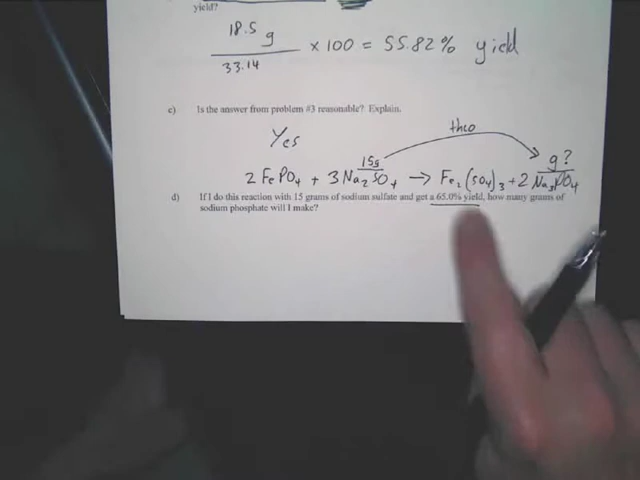 yield?
18.5 g
33.14
× 100 = 55.82% yield
c) Is the answer from problem #3 reasonable? Explain.
Yes
theo
15g
g?
2 FePO4 + 3 Na2SO4 → Fe2(SO4)3 + 2 Na3PO4
d) If I do this reaction with 15 grams of sodium sulfate and get a 65.0% yield, how many grams of
sodium phosphate will I make?